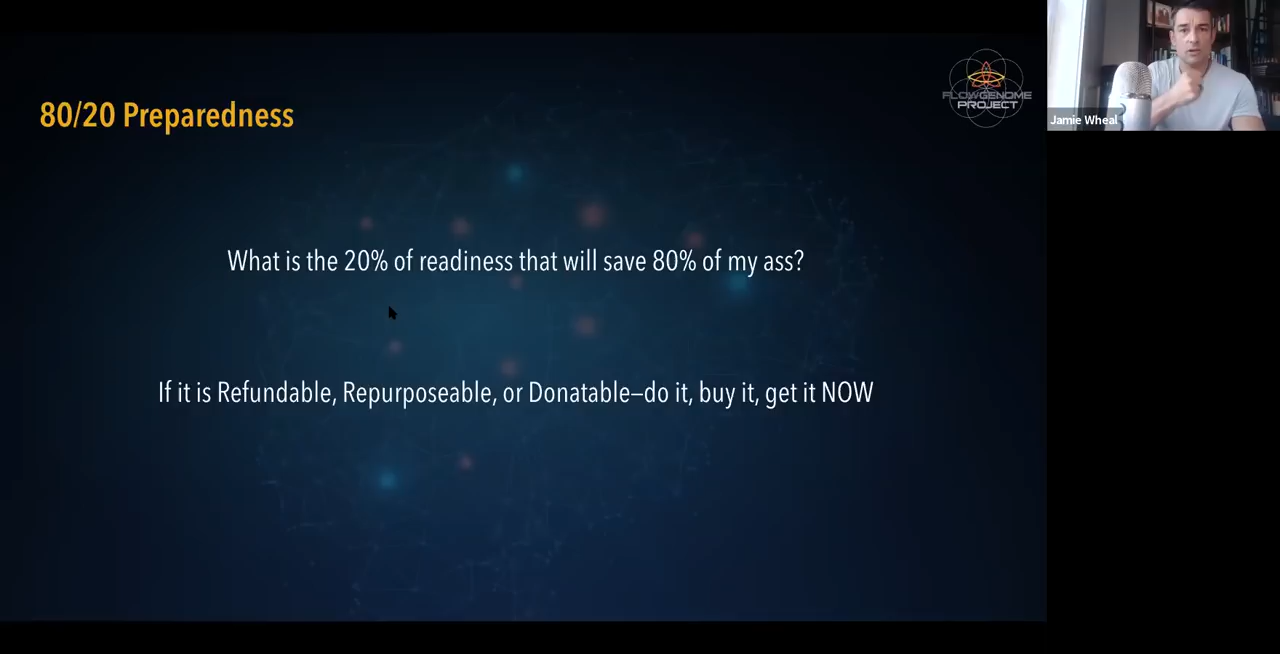 80/20 Preparedness
FLOWGENOME
PROJECT
Jamie Wheal
What is the 20% of readiness that will save 80% of my ass?
If it is Refundable, Repurposeable, or Donatable—do it, buy it, get it NOW